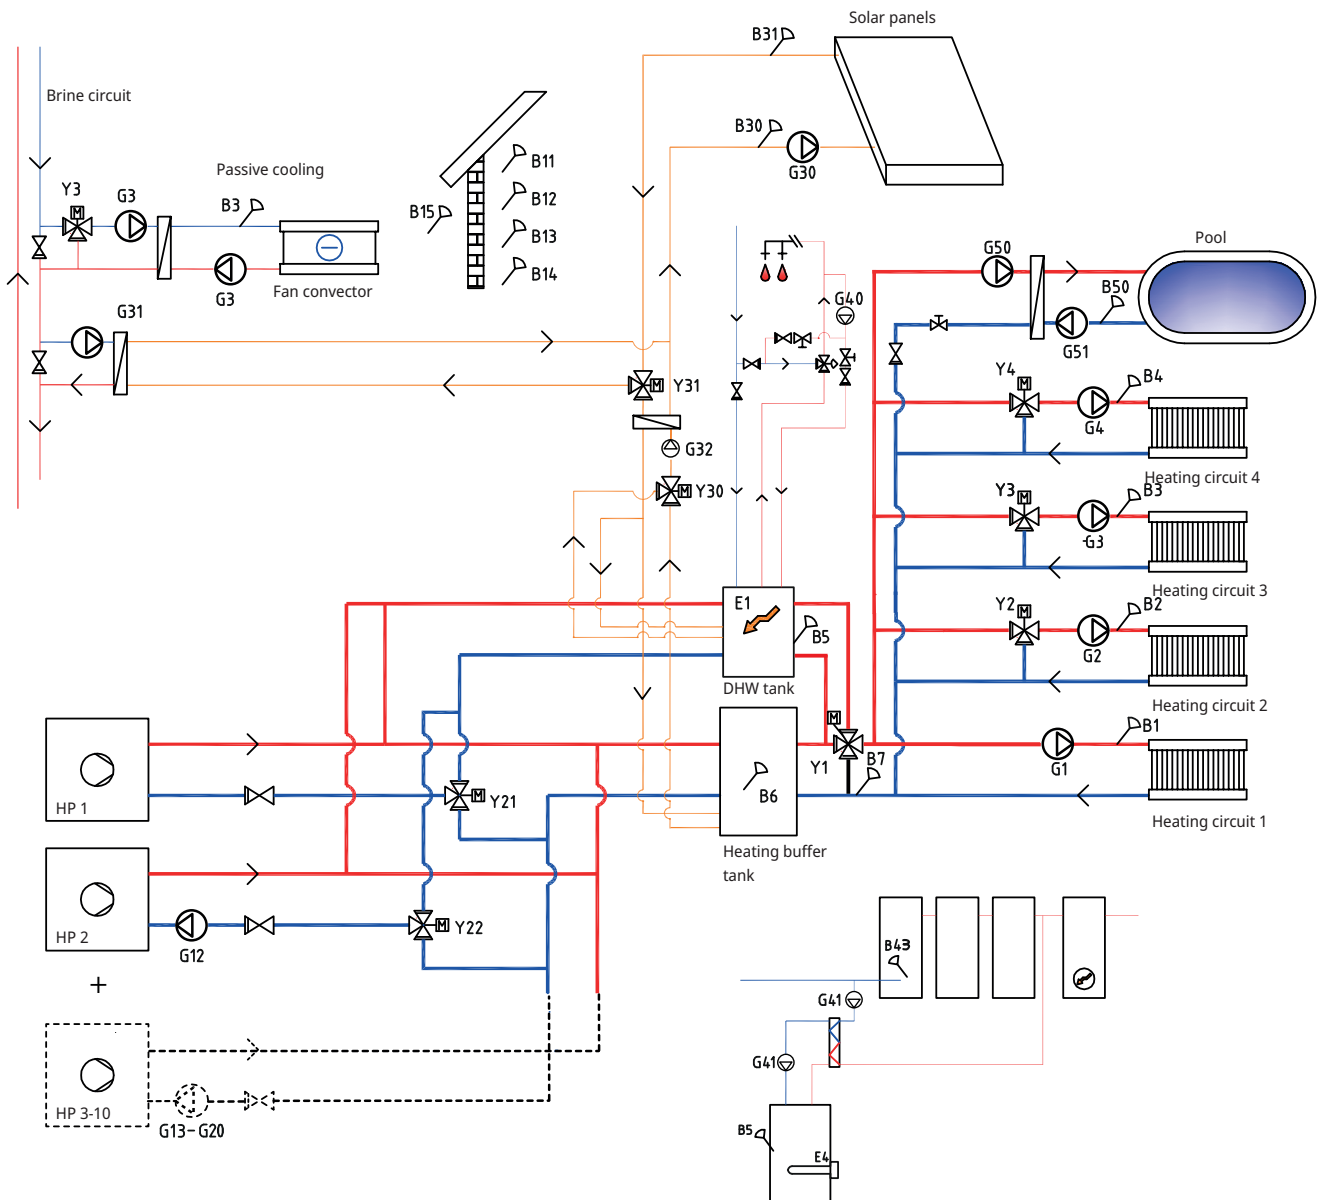 Solar panels
B31
Brine circuit
B30
G30
Passive cooling
Y3
G3
B3
B11
B12
B15
B13
B14
G3
Fan convector
G31
G40
G50
Pool
B50
G51
Y31
G32
Y30
Y4
B4
G4
Heating circuit 4
Y3
B3
-G3
Heating circuit 3
Y2
B2
G2
Heating circuit 2
E1
B5
DHW tank
M
M
M
M
M
M
M
M
M
M
HP 1
Y21
B6
Y1
B7
G1
B1
Heating circuit 1
Heating buffer
tank
HP 2
G12
Y22
+
B43
G41
G41
HP 3-10
G13-G20
B5
E4